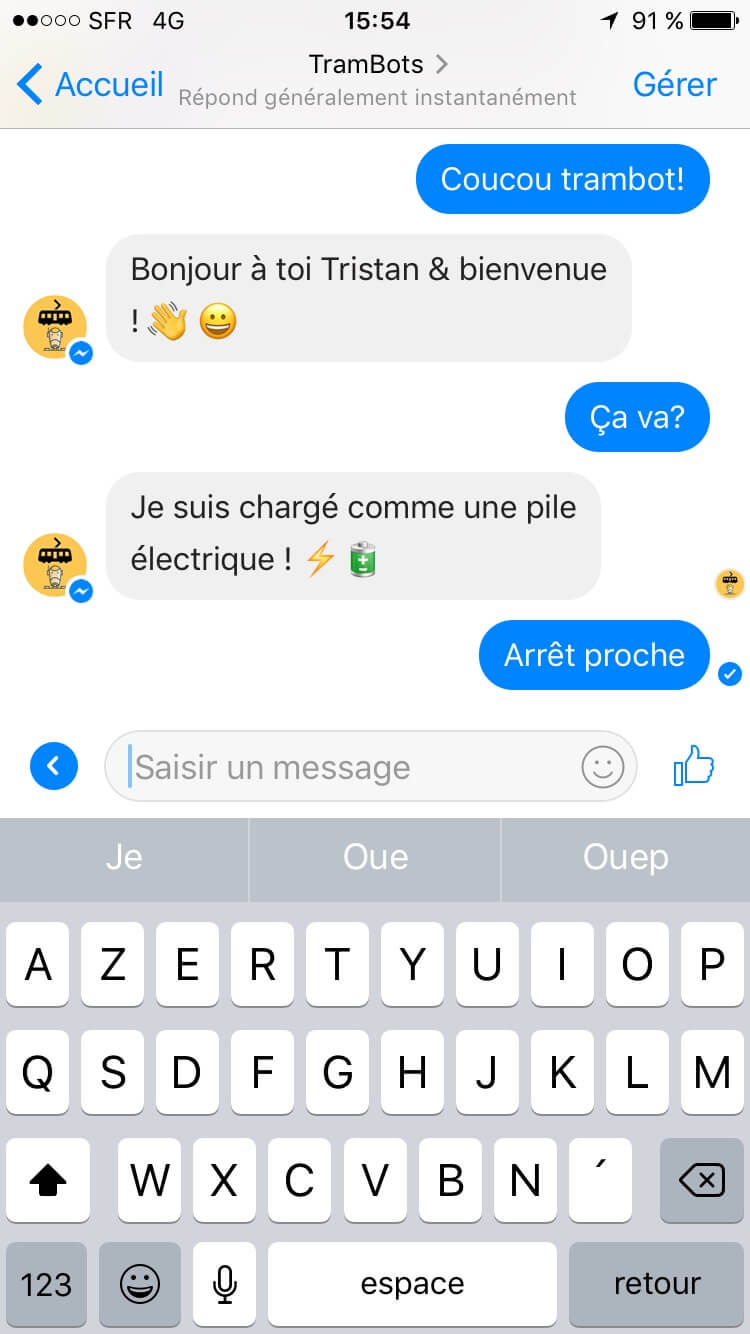 SFR 4G 15:54 91 %
Accueil TramBots Gérer
Répond généralement instantanément
Coucou trambot!
Bonjour à toi Tristan & bienvenue
! 👋 😀
Ça va?
Je suis chargé comme une pile
électrique ! ⚡ 🔋
Arrêt proche
Saisir un message
Je Oue Ouep
A Z E R T Y U I O P
Q S D F G H J K L M
W X C V B N ´
123 espace retour